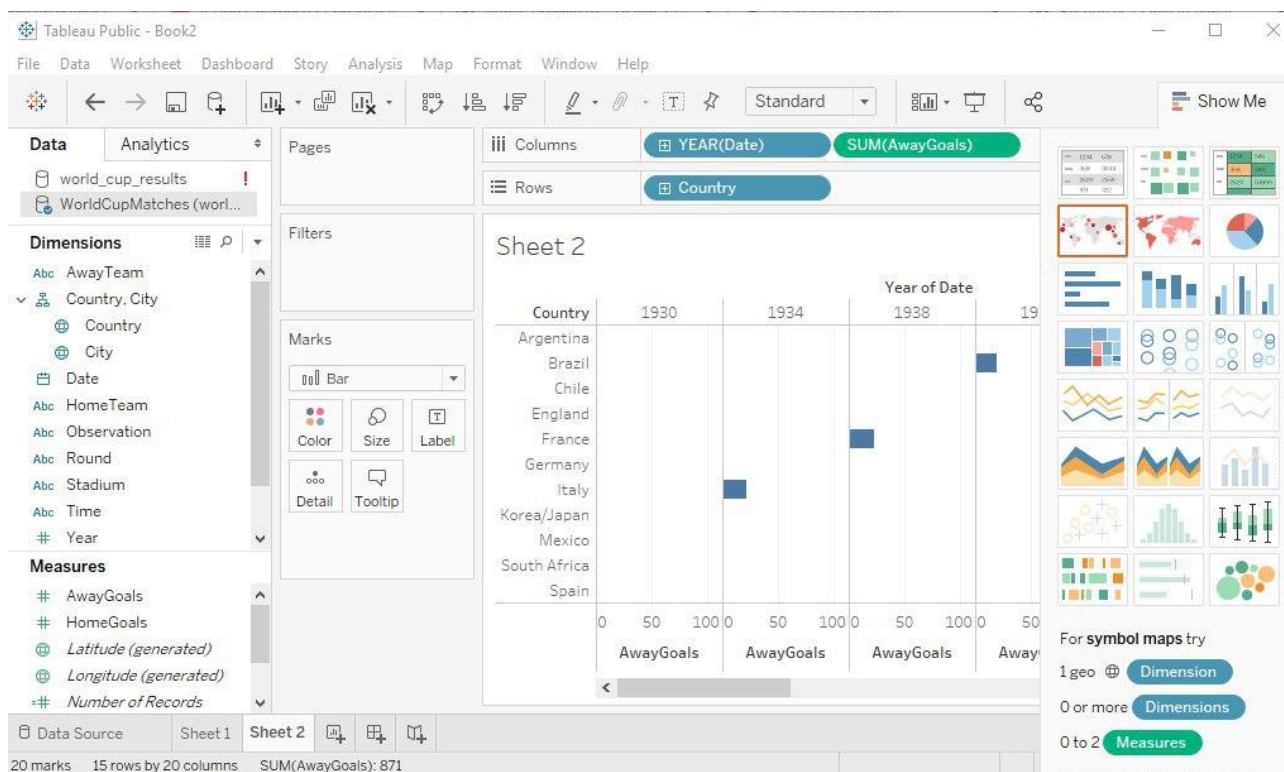 Tableau Public - Book2
File Data Worksheet Dashboard Story Analysis Map Format Window Help
Standard
Show Me
Data Analytics
world_cup_results !
WorldCupMatches (worl...
Dimensions
Abc AwayTeam
Country, City
Country
City
Date
Abc HomeTeam
Abc Observation
Abc Round
Abc Stadium
Abc Time
# Year
Measures
# AwayGoals
# HomeGoals
Latitude (generated)
Longitude (generated)
=# Number of Records
Pages
Filters
Marks
Bar
Color Size Label
Detail Tooltip
Columns YEAR(Date) SUM(AwayGoals)
Rows Country
Sheet 2
Year of Date
Country 1930 1934 1938 19
Argentina
Brazil
Chile
England
France
Germany
Italy
Korea/Japan
Mexico
South Africa
Spain
0 50 100 0 50 100 0 50 100 0 50
AwayGoals AwayGoals AwayGoals Away
For symbol maps try
1 geo Dimension
0 or more Dimensions
0 to 2 Measures
Data Source Sheet 1 Sheet 2
20 marks 15 rows by 20 columns SUM(AwayGoals): 871